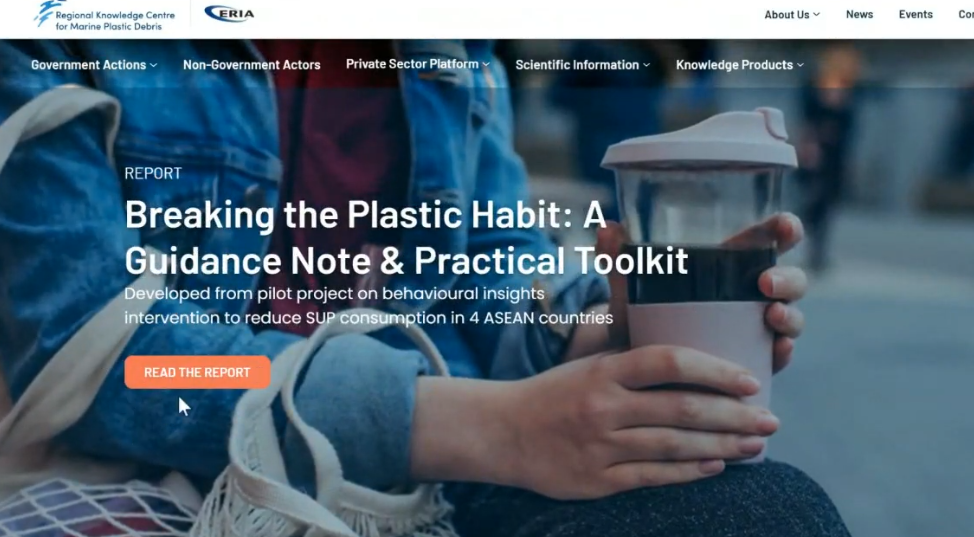 Regional Knowledge Centre
for Marine Plastic Debris
ERIA
About Us
News
Events
Government Actions
Non-Government Actors
Private Sector Platform
Scientific Information
Knowledge Products
REPORT
Breaking the Plastic Habit: A
Guidance Note & Practical Toolkit
Developed from pilot project on behavioural insights
intervention to reduce SUP consumption in 4 ASEAN countries
READ THE REPORT